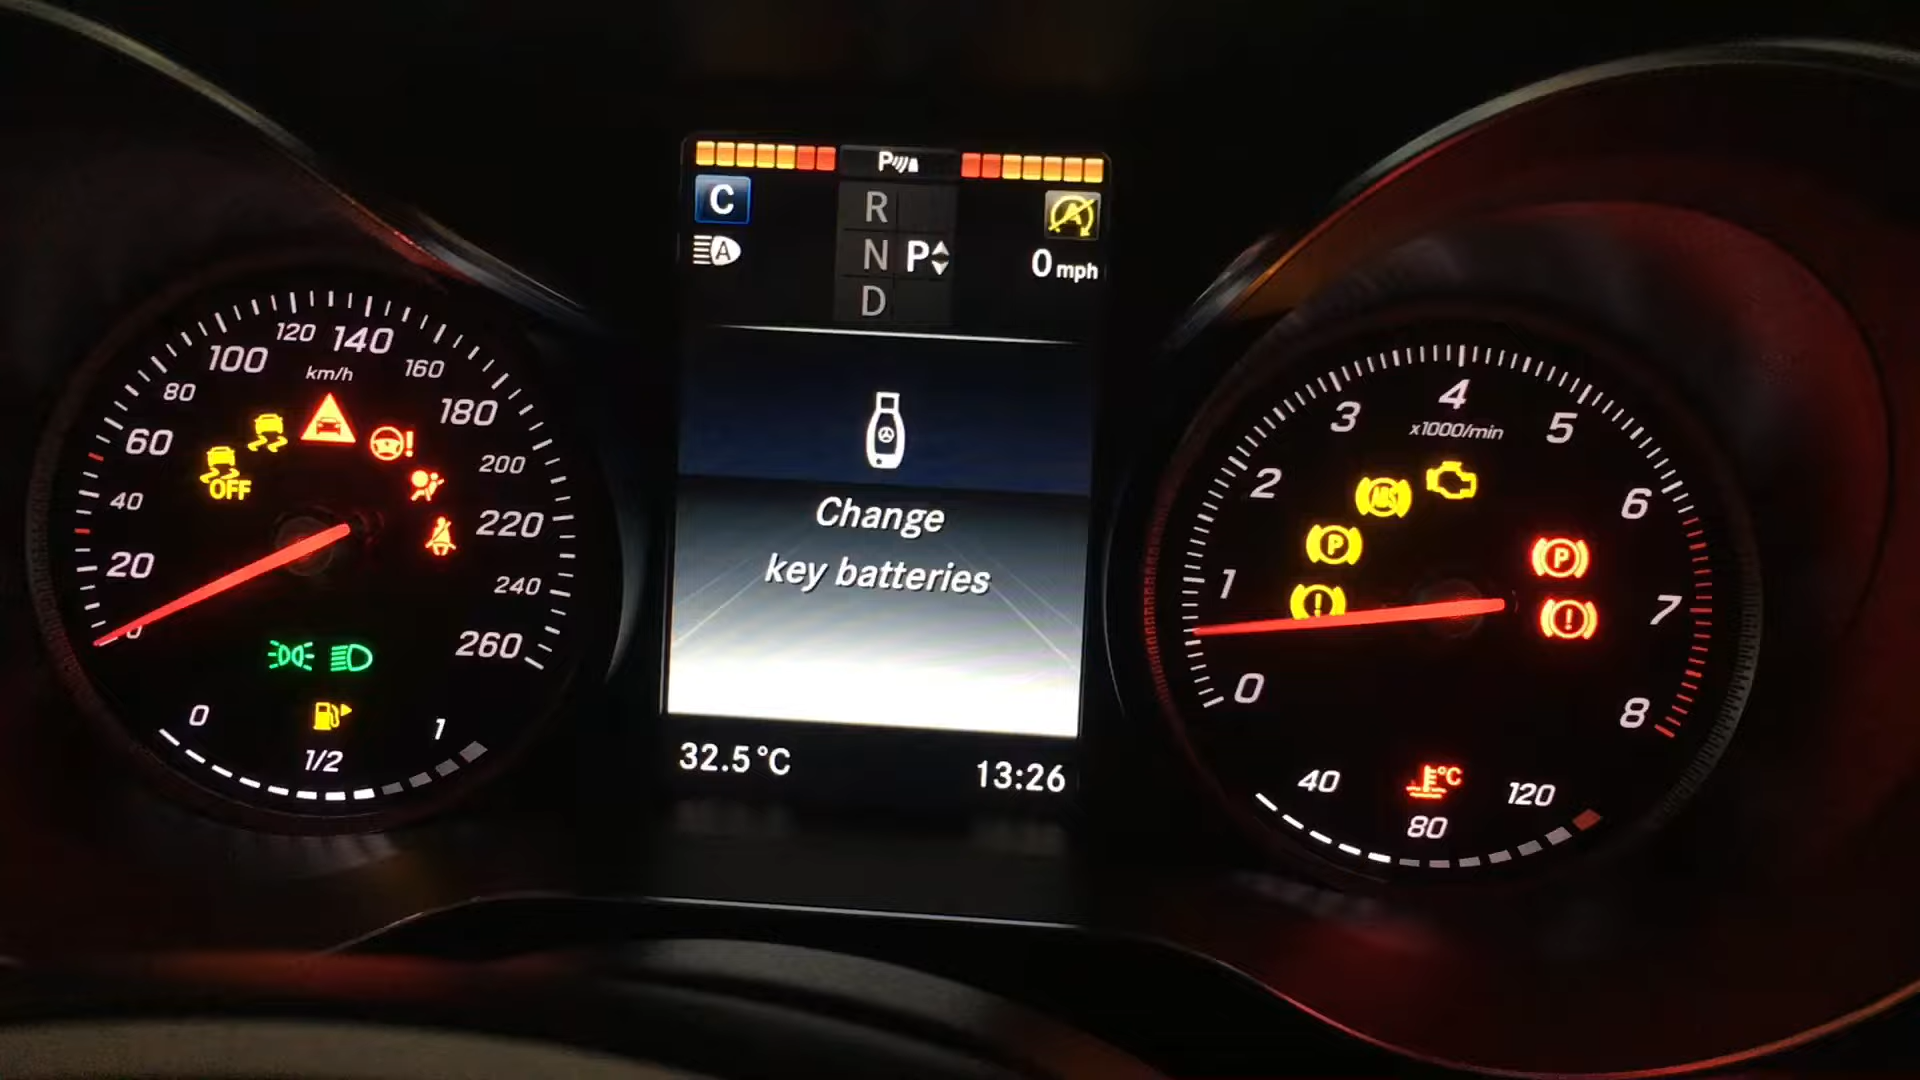 P
C
R
A
A
N P
0 mph
D
120 140
100 160
km/h
80 180
60 200
OFF
40 220
20 240
0 260
0 1
1/2
Change
key batteries
32.5°C
13:26
4
3 5
x1000/min
2 6
ABS
P P
1 7
! !
0 8
°C
40 120
80